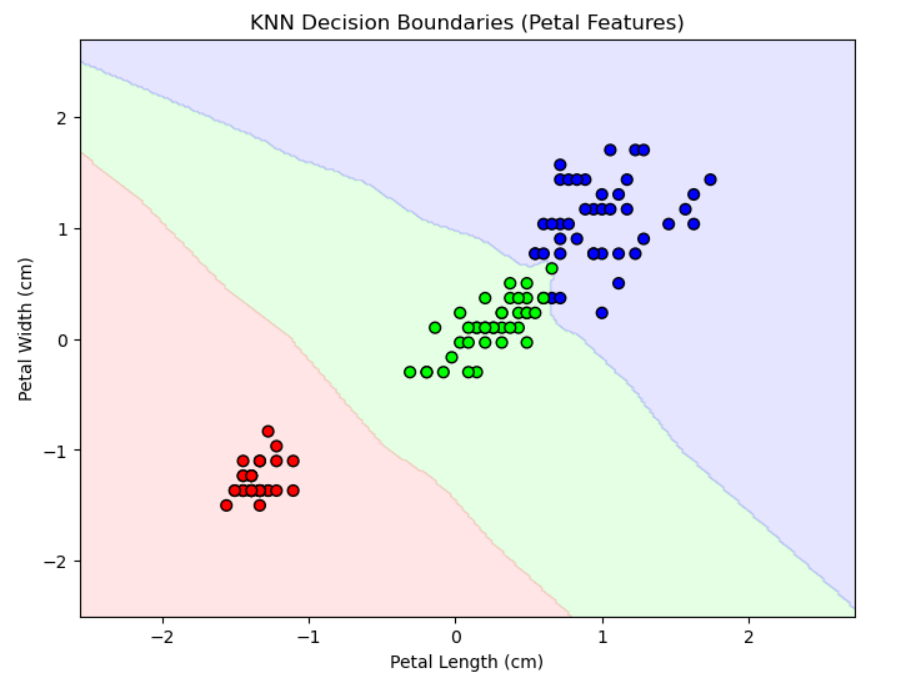 KNN Decision Boundaries (Petal Features)
2
1
0
−1
−2
Petal Width (cm)
−2 −1 0 1 2
Petal Length (cm)